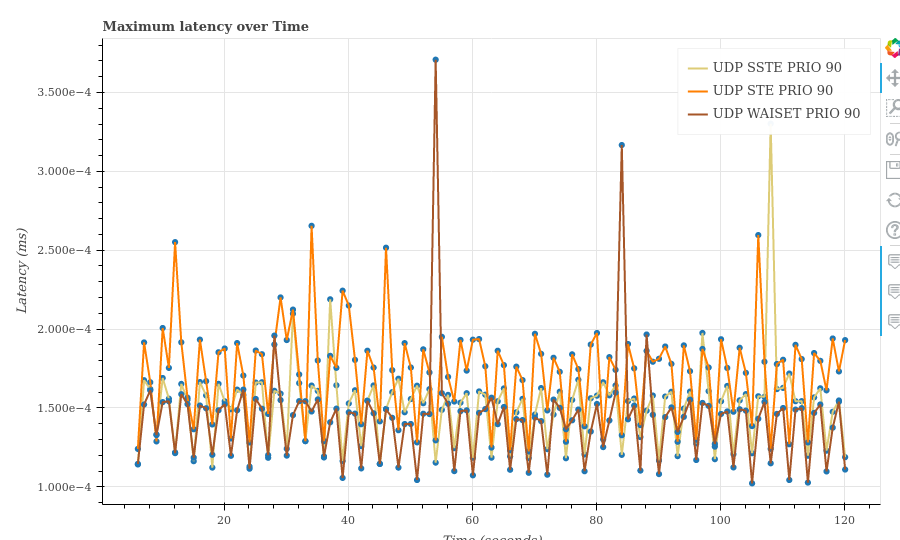 Maximum latency over Time
UDP SSTE PRIO 90
UDP STE PRIO 90
UDP WAISET PRIO 90
Latency (ms)
3.500e−4
3.000e−4
2.500e−4
2.000e−4
1.500e−4
1.000e−4
20 40 60 80 100 120
Time (seconds)